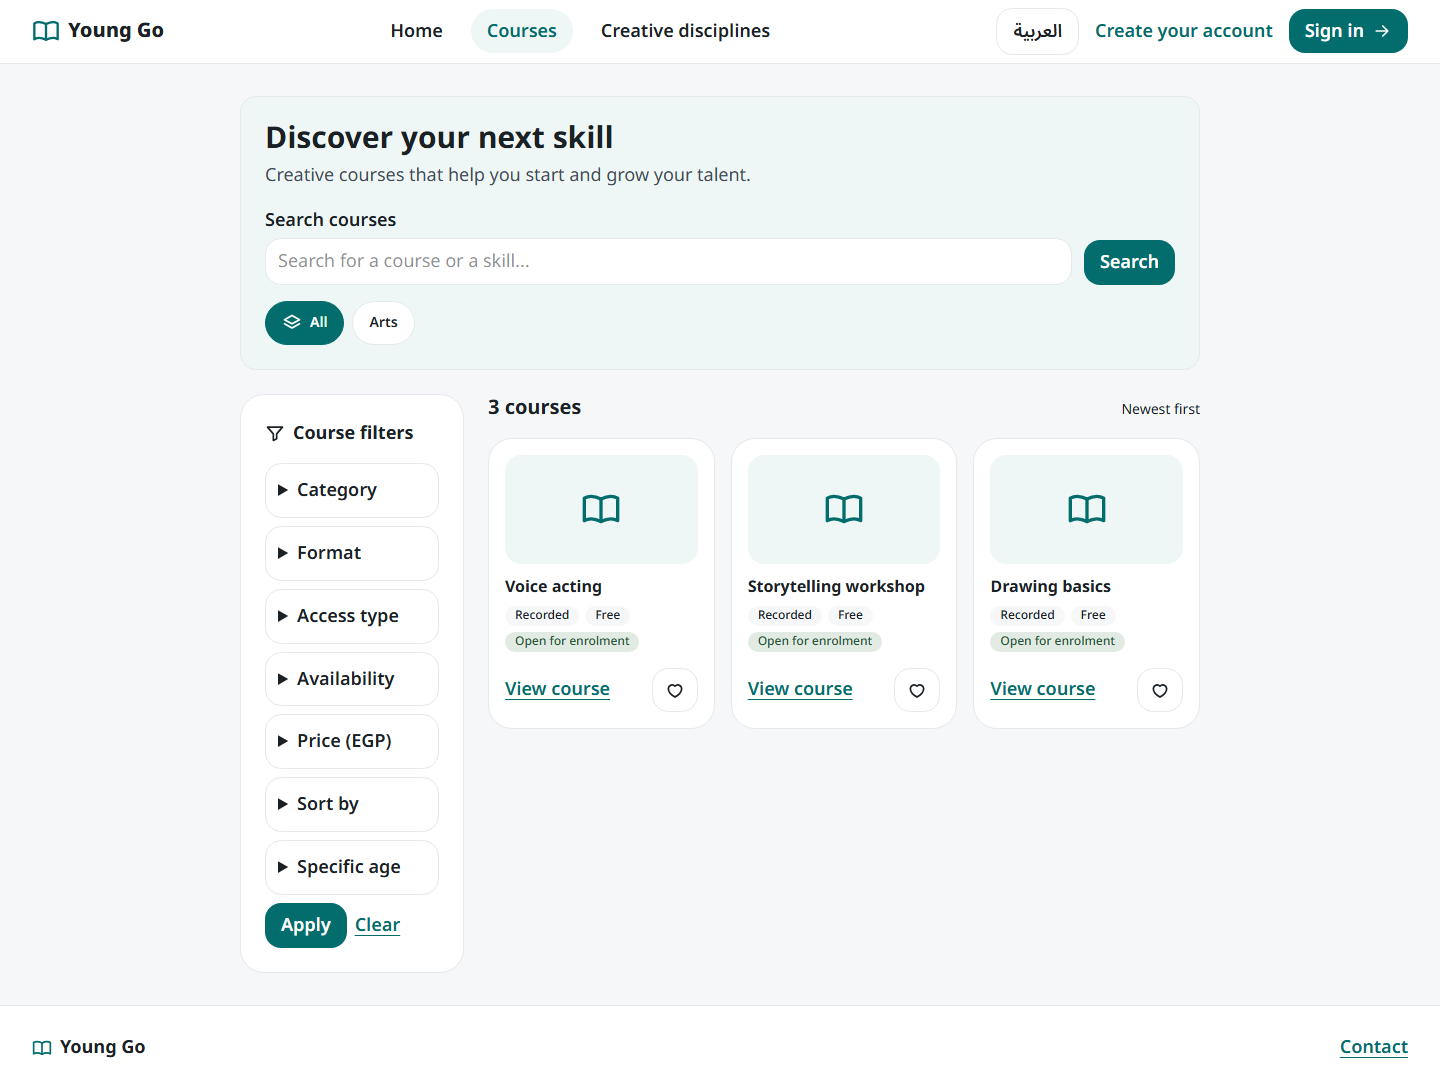 Young Go
Home
Courses
Creative disciplines
العربية
Create your account
Sign in
Discover your next skill
Creative courses that help you start and grow your talent.
Search courses
Search for a course or a skill...
Search
All
Arts
Course filters
Category
Format
Access type
Availability
Price (EGP)
Sort by
Specific age
Apply
Clear
3 courses
Newest first
Voice acting
Recorded
Free
Open for enrolment
View course
Storytelling workshop
Recorded
Free
Open for enrolment
View course
Drawing basics
Recorded
Free
Open for enrolment
View course
Young Go
Contact